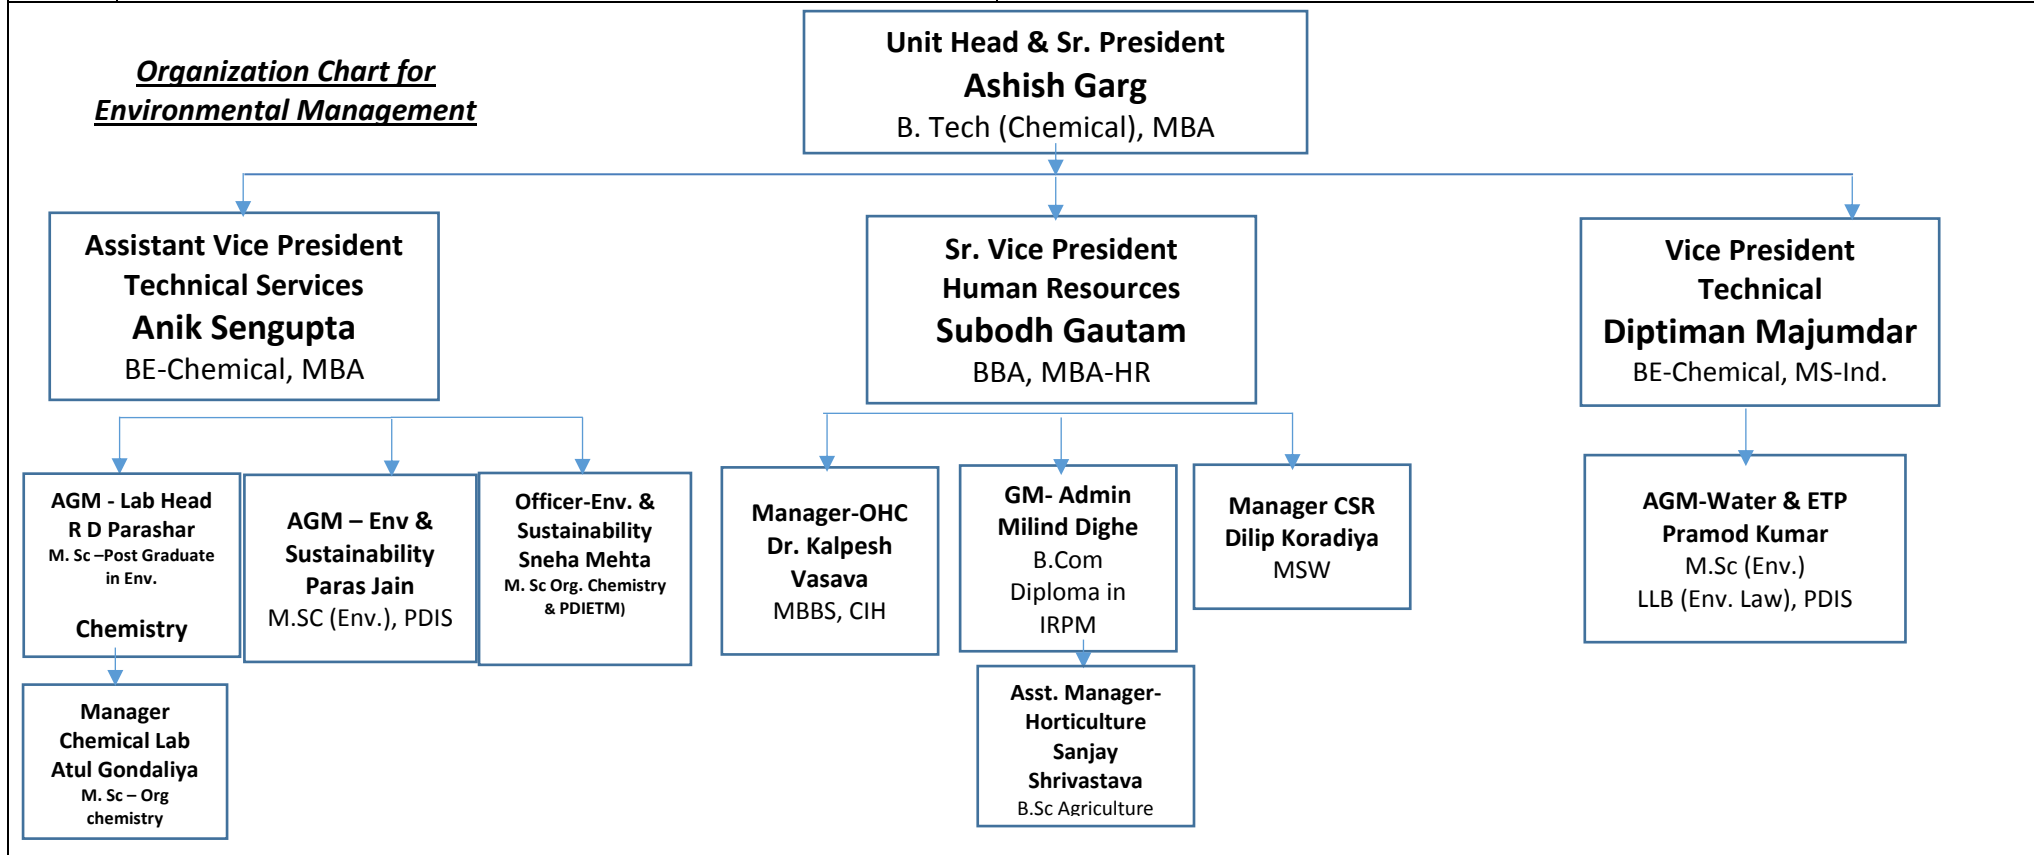 Organization Chart for
Environmental Management
Unit Head & Sr. President
Ashish Garg
B. Tech (Chemical), MBA
Assistant Vice President
Technical Services
Anik Sengupta
BE-Chemical, MBA
Sr. Vice President
Human Resources
Subodh Gautam
BBA, MBA-HR
Vice President
Technical
Diptiman Majumdar
BE-Chemical, MS-Ind.
AGM - Lab Head
R D Parashar
M. Sc –Post Graduate
in Env.
Chemistry
AGM – Env &
Sustainability
Paras Jain
M.SC (Env.), PDIS
Officer-Env. &
Sustainability
Sneha Mehta
M. Sc Org. Chemistry
& PDIETM)
Manager-OHC
Dr. Kalpesh
Vasava
MBBS, CIH
GM- Admin
Milind Dighe
B.Com
Diploma in
IRPM
Manager CSR
Dilip Koradiya
MSW
AGM-Water & ETP
Pramod Kumar
M.Sc (Env.)
LLB (Env. Law), PDIS
Manager
Chemical Lab
Atul Gondaliya
M. Sc – Org
chemistry
Asst. Manager-
Horticulture
Sanjay
Shrivastava
B.Sc Agriculture